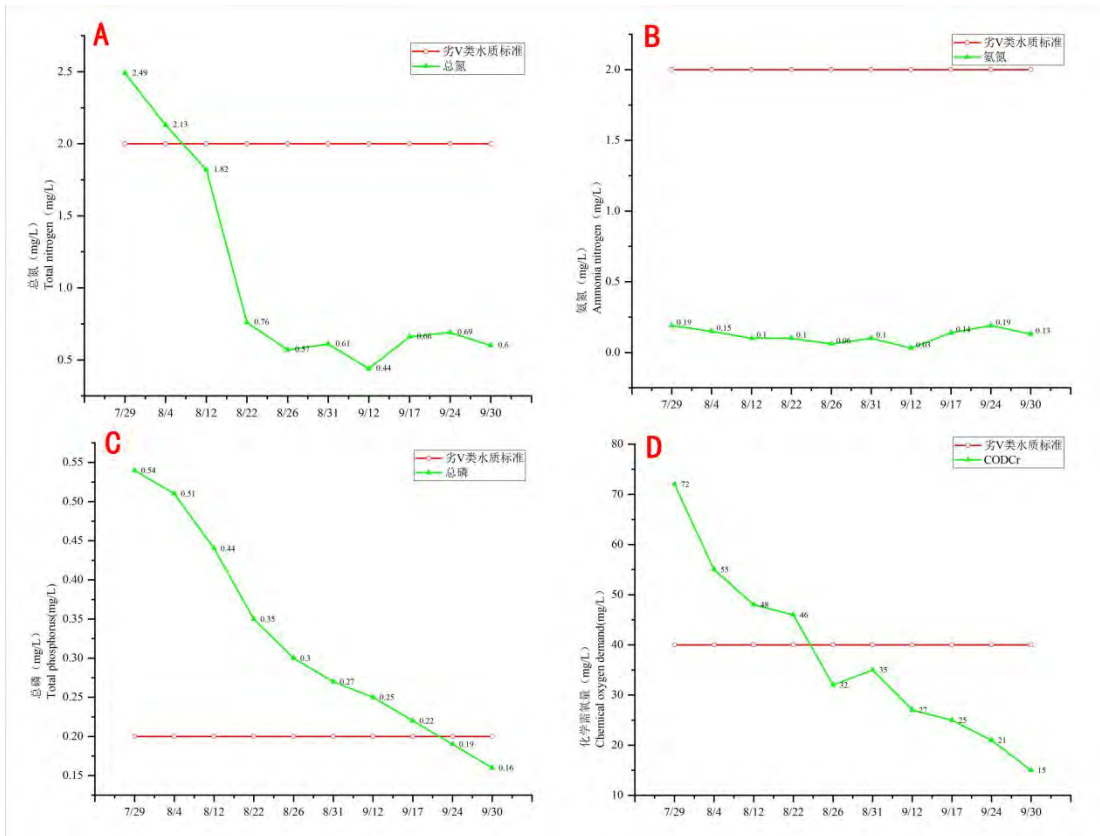 A
劣V类水质标准
总氮
总氮（mg/L）
Total nitrogen（mg/L）
2.5
2.0
1.5
1.0
0.5
2.49
2.13
1.82
0.76
0.57
0.61
0.44
0.66
0.69
0.6
7/29 8/4 8/12 8/22 8/26 8/31 9/12 9/17 9/24 9/30
B
劣V类水质标准
氨氮
氨氮（mg/L）
Ammonia nitrogen（mg/L）
2.0
1.5
1.0
0.5
0.0
0.19
0.15
0.1
0.1
0.06
0.1
0.03
0.14
0.19
0.13
7/29 8/4 8/12 8/22 8/26 8/31 9/12 9/17 9/24 9/30
C
劣V类水质标准
总磷
总磷（mg/L）
Total phosphorus(mg/L)
0.55
0.50
0.45
0.40
0.35
0.30
0.25
0.20
0.15
0.54
0.51
0.44
0.35
0.3
0.27
0.25
0.22
0.19
0.16
7/29 8/4 8/12 8/22 8/26 8/31 9/12 9/17 9/24 9/30
D
劣V类水质标准
CODCr
化学需氧量（mg/L）
Chemical oxygen demand(mg/L)
80
70
60
50
40
30
20
10
72
55
48
46
32
35
27
25
21
15
7/29 8/4 8/12 8/22 8/26 8/31 9/12 9/17 9/24 9/30